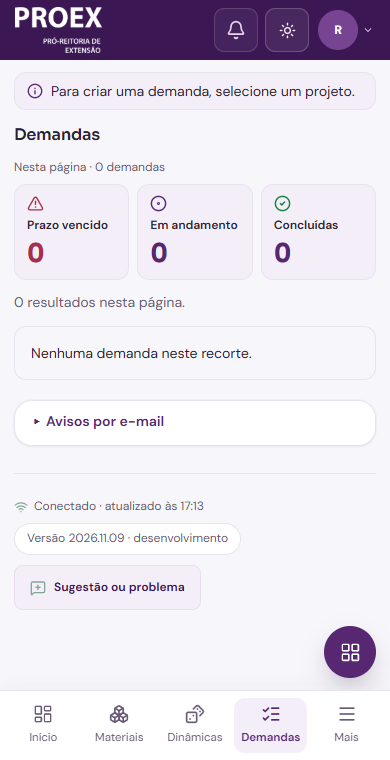 PROEX
PRÓ-REITORIA DE
EXTENSÃO
R
Para criar uma demanda, selecione um projeto.
Demandas
Nesta página · 0 demandas
Prazo vencido
0
Em andamento
0
Concluídas
0
0 resultados nesta página.
Nenhuma demanda neste recorte.
Avisos por e-mail
Conectado · atualizado às 17:13
Versão 2026.11.09 · desenvolvimento
Sugestão ou problema
Início
Materiais
Dinâmicas
Demandas
Mais